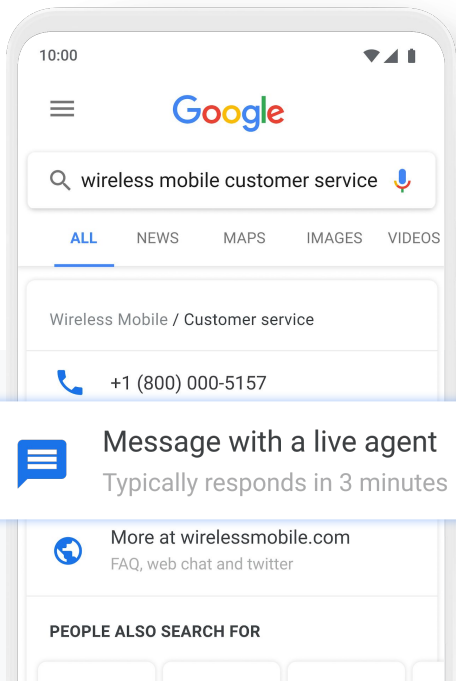 10:00
Google
wireless mobile customer service
ALL NEWS MAPS IMAGES VIDEOS
Wireless Mobile / Customer service
+1 (800) 000-5157
Message with a live agent
Typically responds in 3 minutes
More at wirelessmobile.com
FAQ, web chat and twitter
PEOPLE ALSO SEARCH FOR